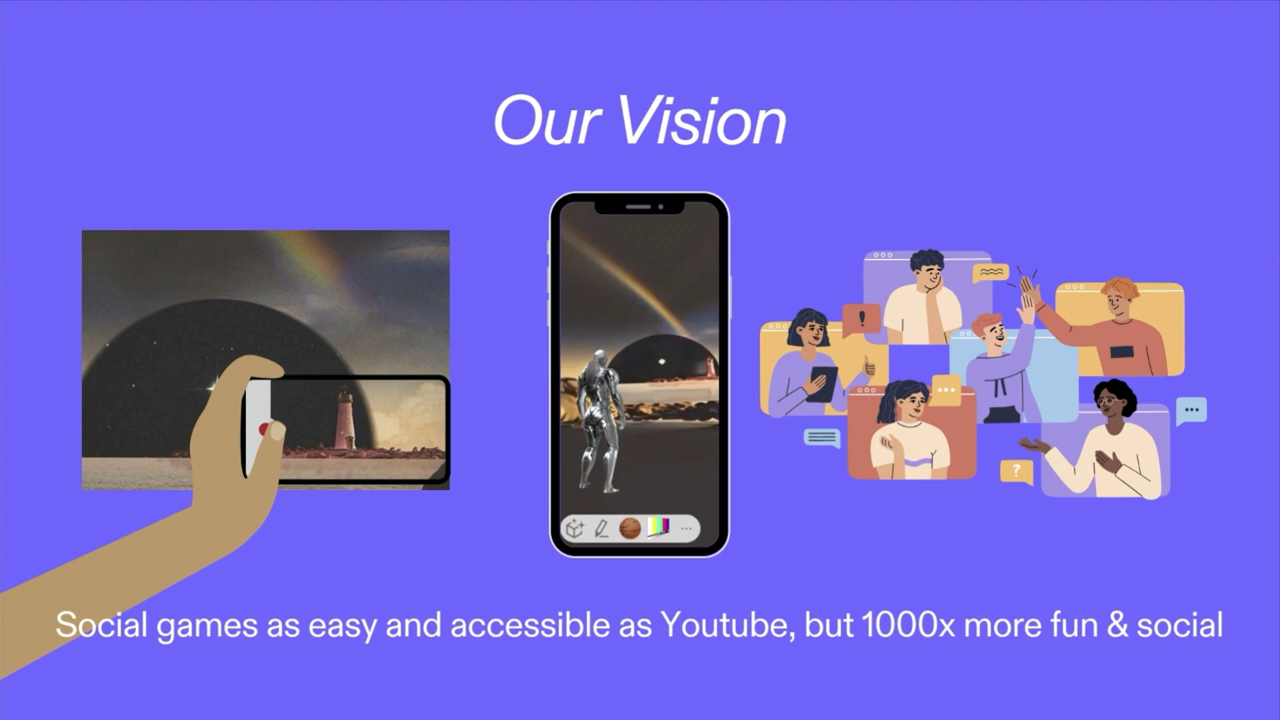 Our Vision
!
?
Social games as easy and accessible as Youtube, but 1000x more fun & social